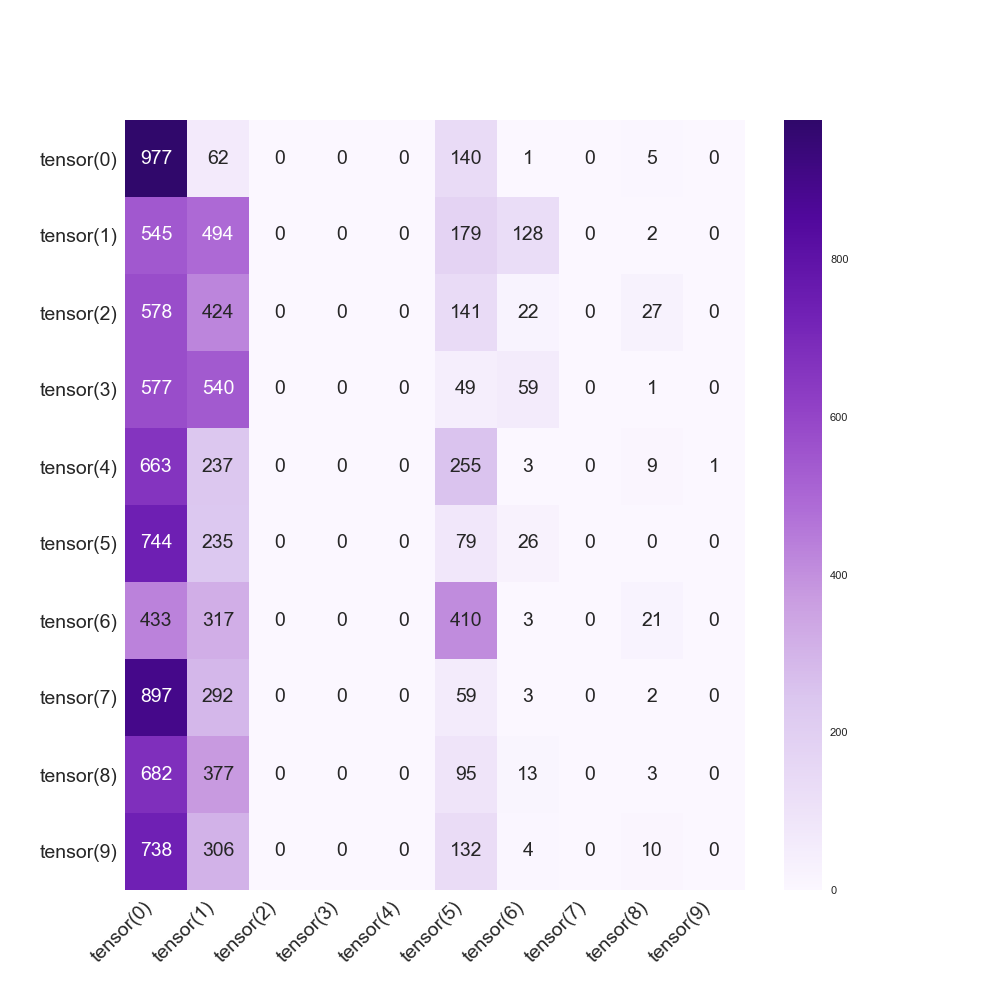 tensor(0) 977 62 0 0 0 140 1 0 5 0
tensor(1) 545 494 0 0 0 179 128 0 2 0
tensor(2) 578 424 0 0 0 141 22 0 27 0
tensor(3) 577 540 0 0 0 49 59 0 1 0
tensor(4) 663 237 0 0 0 255 3 0 9 1
tensor(5) 744 235 0 0 0 79 26 0 0 0
tensor(6) 433 317 0 0 0 410 3 0 21 0
tensor(7) 897 292 0 0 0 59 3 0 2 0
tensor(8) 682 377 0 0 0 95 13 0 3 0
tensor(9) 738 306 0 0 0 132 4 0 10 0
tensor(0) tensor(1) tensor(2) tensor(3) tensor(4) tensor(5) tensor(6) tensor(7) tensor(8) tensor(9)
800
600
400
200
0